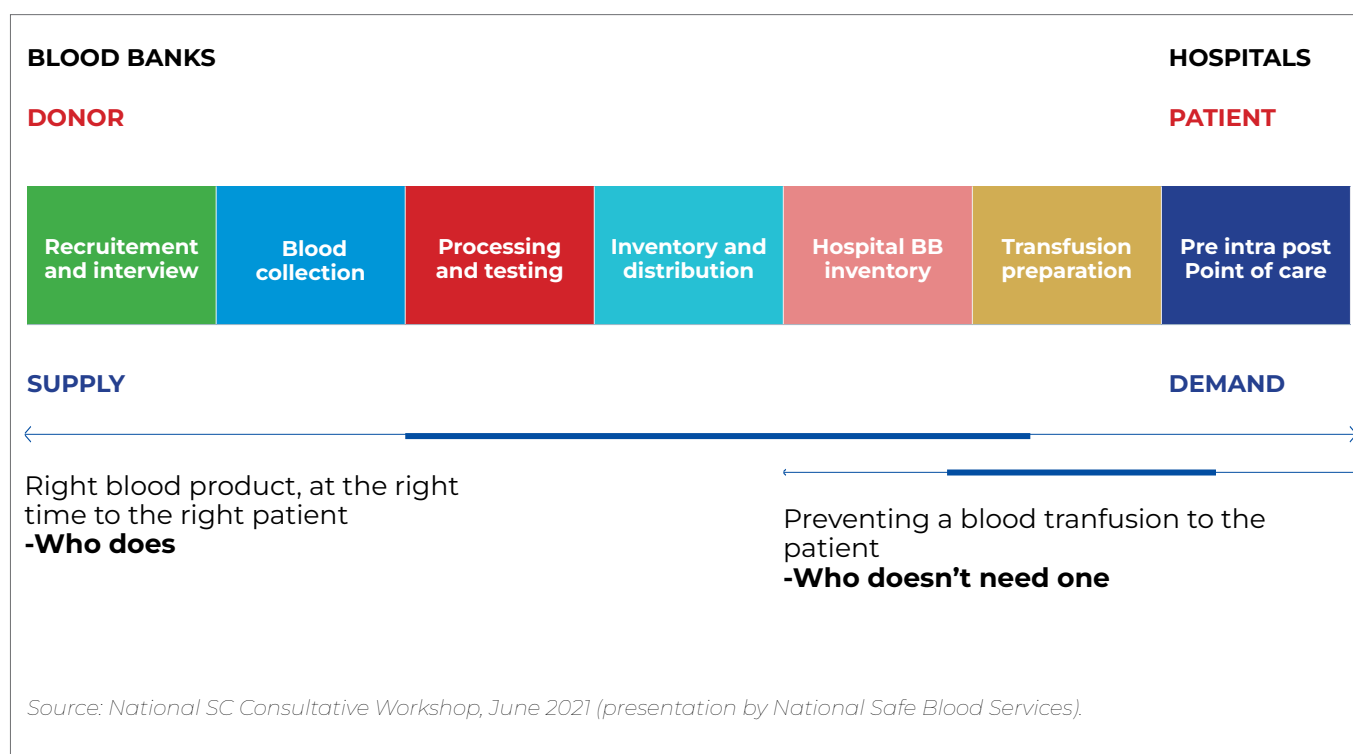 BLOOD BANKS
HOSPITALS
DONOR
PATIENT
Recruitement
and interview
Blood
collection
Processing
and testing
Inventory and
distribution
Hospital BB
inventory
Transfusion
preparation
Pre intra post
Point of care
SUPPLY
DEMAND
Right blood product, at the right
time to the right patient
-Who does
Preventing a blood tranfusion to the
patient
-Who doesn’t need one
Source: National SC Consultative Workshop, June 2021 (presentation by National Safe Blood Services).